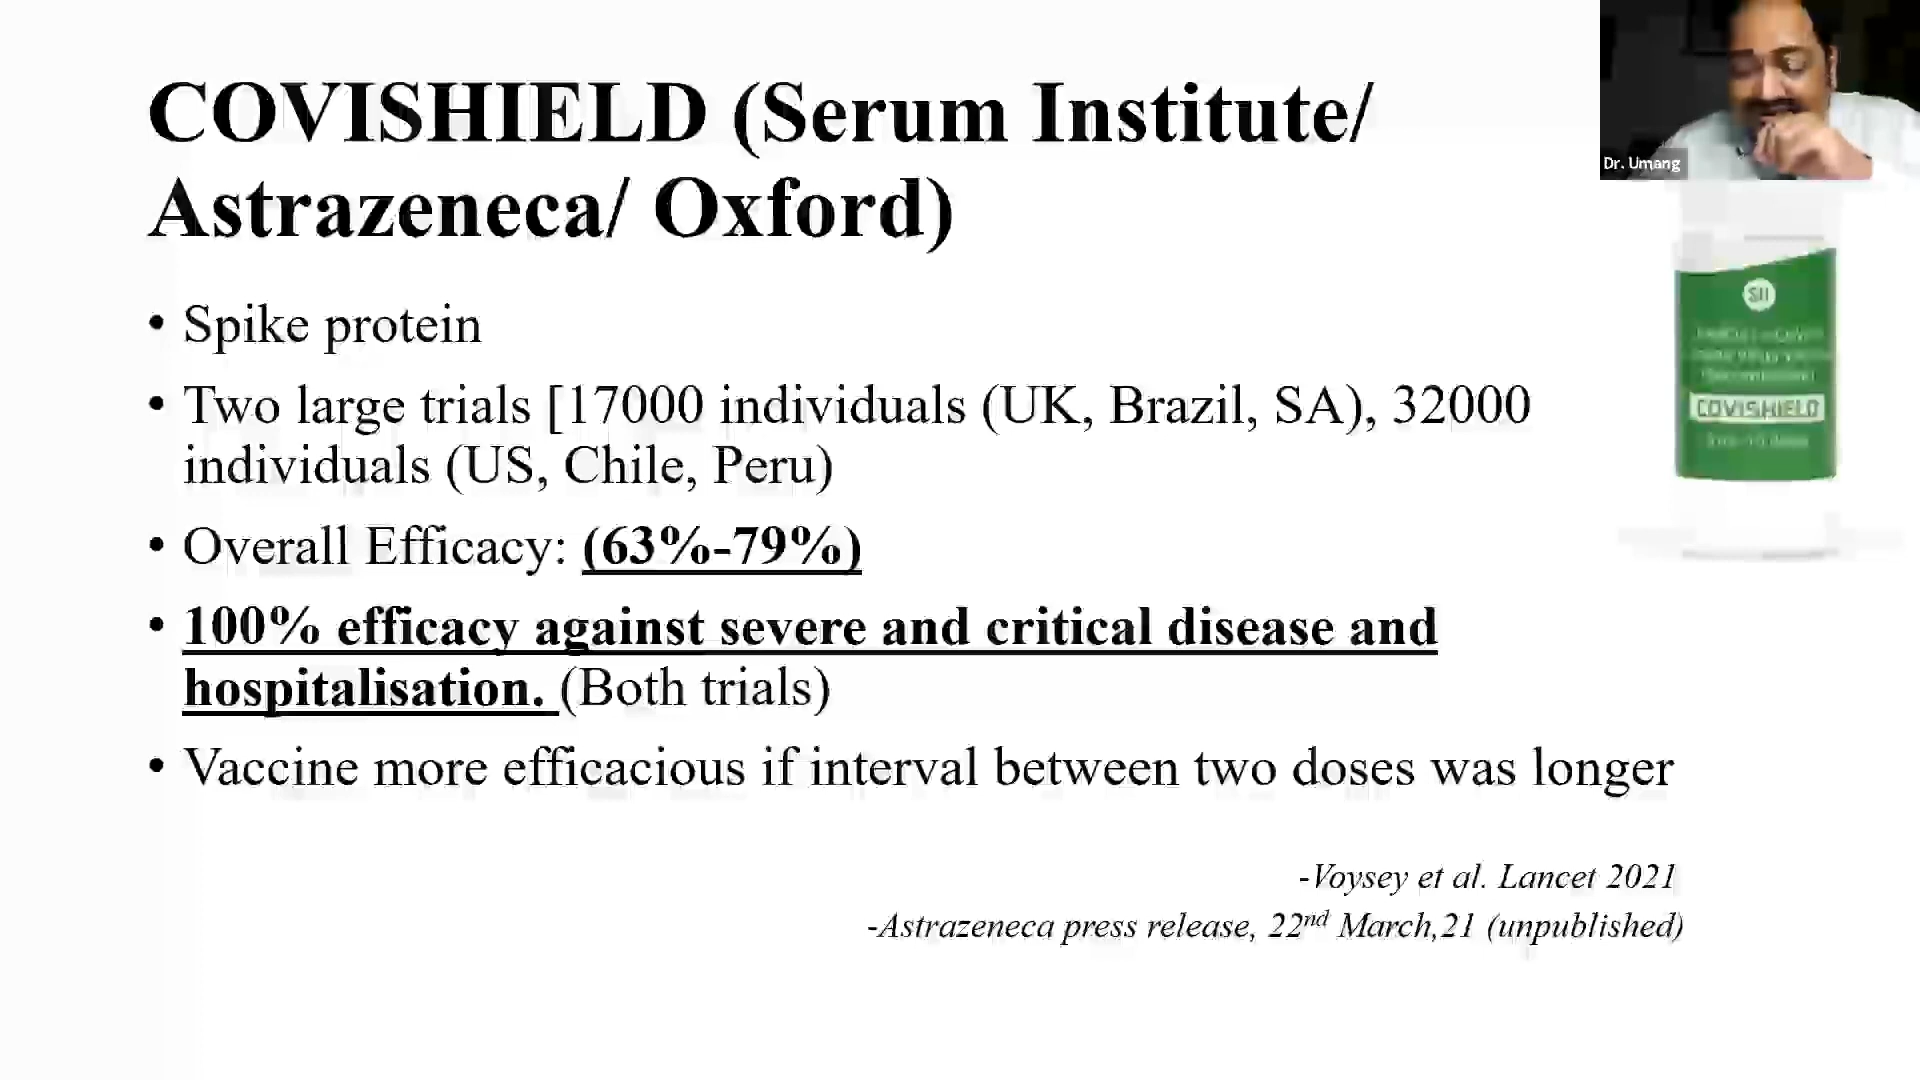 COVISHIELD (Serum Institute/
Astrazeneca/ Oxford)
• Spike protein
• Two large trials [17000 individuals (UK, Brazil, SA), 32000
individuals (US, Chile, Peru)
• Overall Efficacy: (63%-79%)
• 100% efficacy against severe and critical disease and
hospitalisation. (Both trials)
• Vaccine more efficacious if interval between two doses was longer
-Voysey et al. Lancet 2021
-Astrazeneca press release, 22nd March,21 (unpublished)
Dr. Umang
SII
COVISHIELD